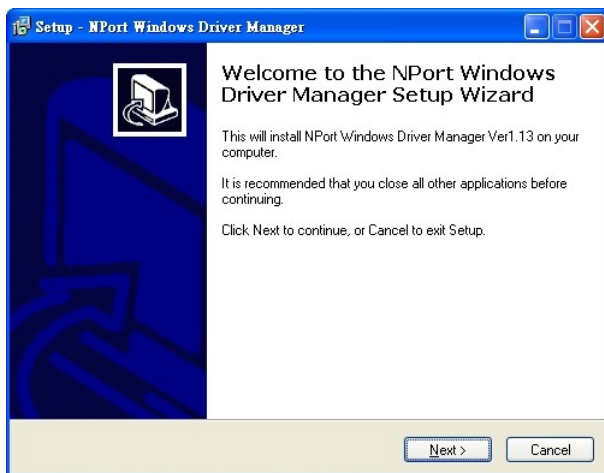 Setup - NPort Windows Driver Manager
Welcome to the NPort Windows
Driver Manager Setup Wizard
This will install NPort Windows Driver Manager Ver1.13 on your
computer.
It is recommended that you close all other applications before
continuing.
Click Next to continue, or Cancel to exit Setup.
Next > Cancel